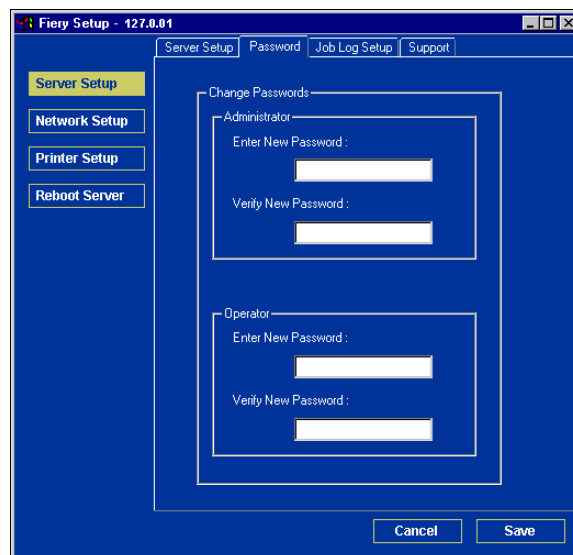 Fiery Setup - 127.0.01
Server Setup Password Job Log Setup Support
Server Setup
Network Setup
Printer Setup
Reboot Server
Change Passwords
Administrator
Enter New Password :
Verify New Password :
Operator
Enter New Password :
Verify New Password :
Cancel Save